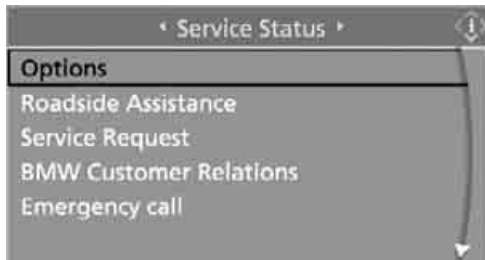 Service Status
Options
Roadside Assistance
Service Request
BMW Customer Relations
Emergency call